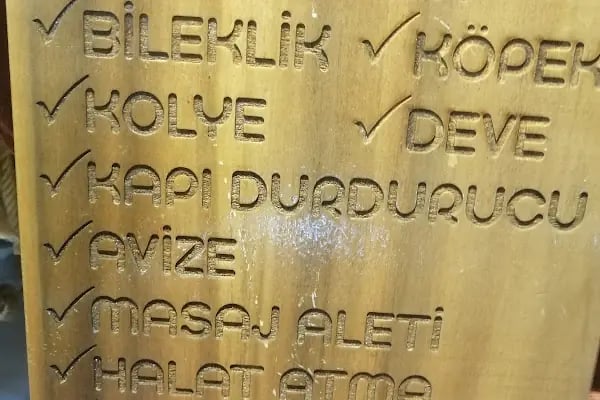 ✓ BİLEKLİK ✓ KÖPEK
✓ KOLYE ✓ DEVE
✓ KAPI DURDURUCU
✓ AVİZE
✓ MASAJ ALETİ
✓ HALAT ATMA